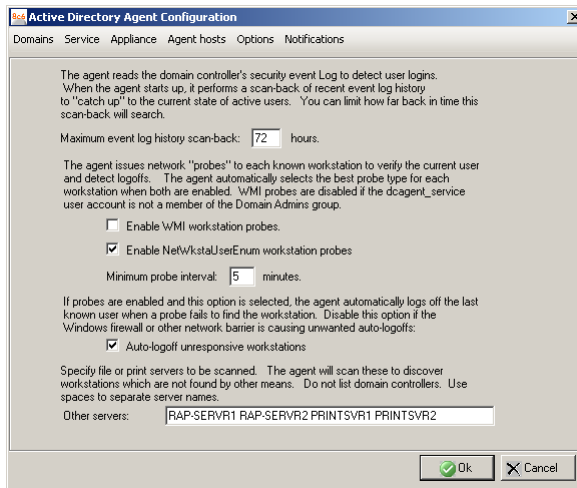 8e6 Active Directory Agent Configuration
Domains Service Appliance Agent hosts Options Notifications
The agent reads the domain controller's security event Log to detect user logins.
When the agent starts up, it performs a scan-back of recent event log history
to "catch up" to the current state of active users. You can limit how far back in time this
scan-back will search.
Maximum event log history scan-back: 72 hours.
The agent issues network "probes" to each known workstation to verify the current user
and detect logoffs. The agent automatically selects the best probe type for each
workstation when both are enabled. WMI probes are disabled if the dcagent_service
user account is not a member of the Domain Admins group.
Enable WMI workstation probes.
Enable NetWkstaUserEnum workstation probes
Minimum probe interval: 5 minutes.
If probes are enabled and this option is selected, the agent automatically logs off the last
known user when a probe fails to find the workstation. Disable this option if the
Windows firewall or other network barrier is causing unwanted auto-logoffs:
Auto-logoff unresponsive workstations
Specify file or print servers to be scanned. The agent will scan these to discover
workstations which are not found by other means. Do not list domain controllers. Use
spaces to separate server names.
Other servers: RAP-SERVR1 RAP-SERVR2 PRINTSVR1 PRINTSVR2
Ok Cancel